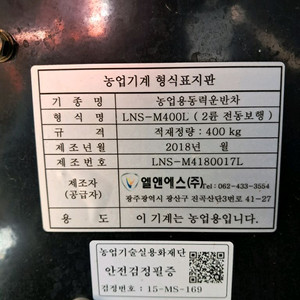 농업기계 형식표지판
기 종 명 농업용동력운반차
형 식 명 LNS-M400L ( 2륜 전동보행 )
규 격 적재정량 : 400 kg
제 조 년 월 2018년 월
제 조 번 호 LNS-M4180017L
제조자 (공급자) 엘앤에스(주) Tel : 062-433-3554
광주광역시 광산구 진곡산단3번로 41-27
용 도 이 기계는 농업용입니다.
농업기술실용화재단
안전검정필증
검정번호 : 15-MS-169